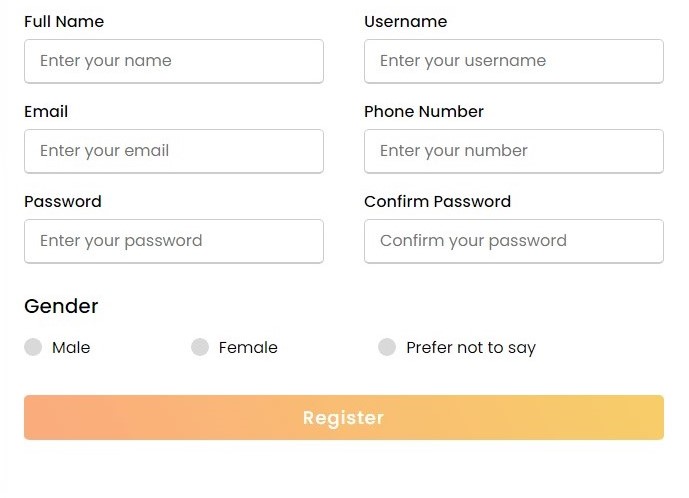 Full Name Username
Enter your name Enter your username
Email Phone Number
Enter your email Enter your number
Password Confirm Password
Enter your password Confirm your password
Gender
Male Female Prefer not to say
Register